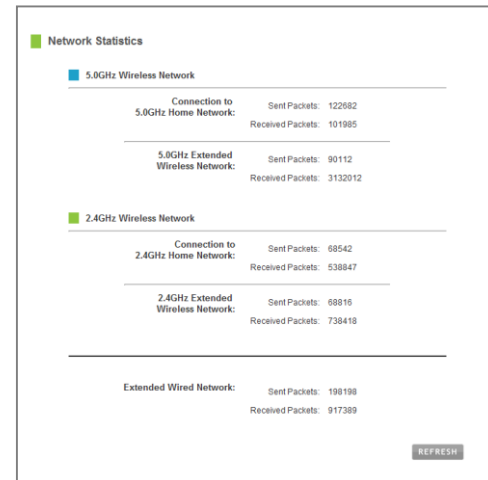 Network Statistics
5.0GHz Wireless Network
Connection to
5.0GHz Home Network:
Sent Packets: 122682
Received Packets: 101985
5.0GHz Extended
Wireless Network:
Sent Packets: 90112
Received Packets: 3132012
2.4GHz Wireless Network
Connection to
2.4GHz Home Network:
Sent Packets: 68542
Received Packets: 538847
2.4GHz Extended
Wireless Network:
Sent Packets: 68816
Received Packets: 738418
Extended Wired Network:
Sent Packets: 198198
Received Packets: 917389
REFRESH